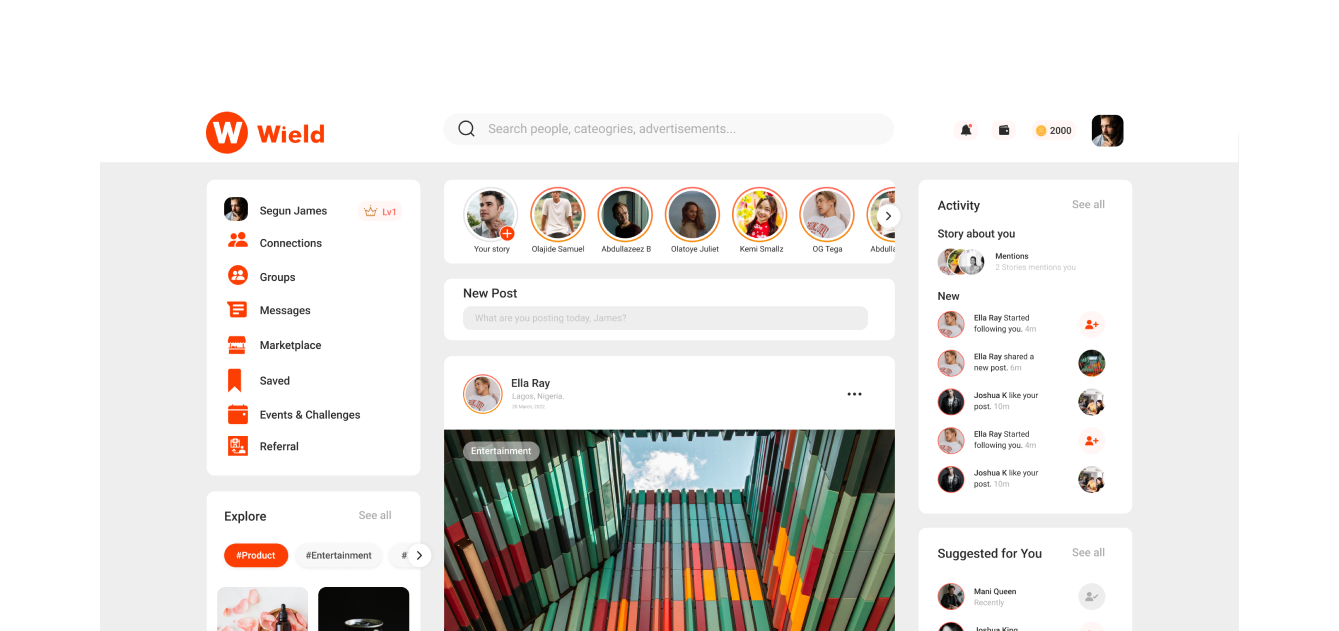 W Wield
Search people, cateogries, advertisements...
2000
Segun James
Lv1
Connections
Groups
Messages
Marketplace
Saved
Events & Challenges
Referral
Explore
See all
#Product
#Entertainment
#
Your story
Olajide Samuel
Abdullazeez B
Olatoye Juliet
Kemi Smallz
OG Tega
Abdulla
New Post
What are you posting today, James?
Ella Ray
Lagos, Nigeria.
28 March, 2022.
Entertainment
Activity
See all
Story about you
Mentions
2 Stories mentions you
New
Ella Ray Started
following you. 4m
Ella Ray shared a
new post. 6m
Joshua K like your
post. 10m
Ella Ray Started
following you. 4m
Joshua K like your
post. 10m
Suggested for You
See all
Mani Queen
Recently
Joshua King